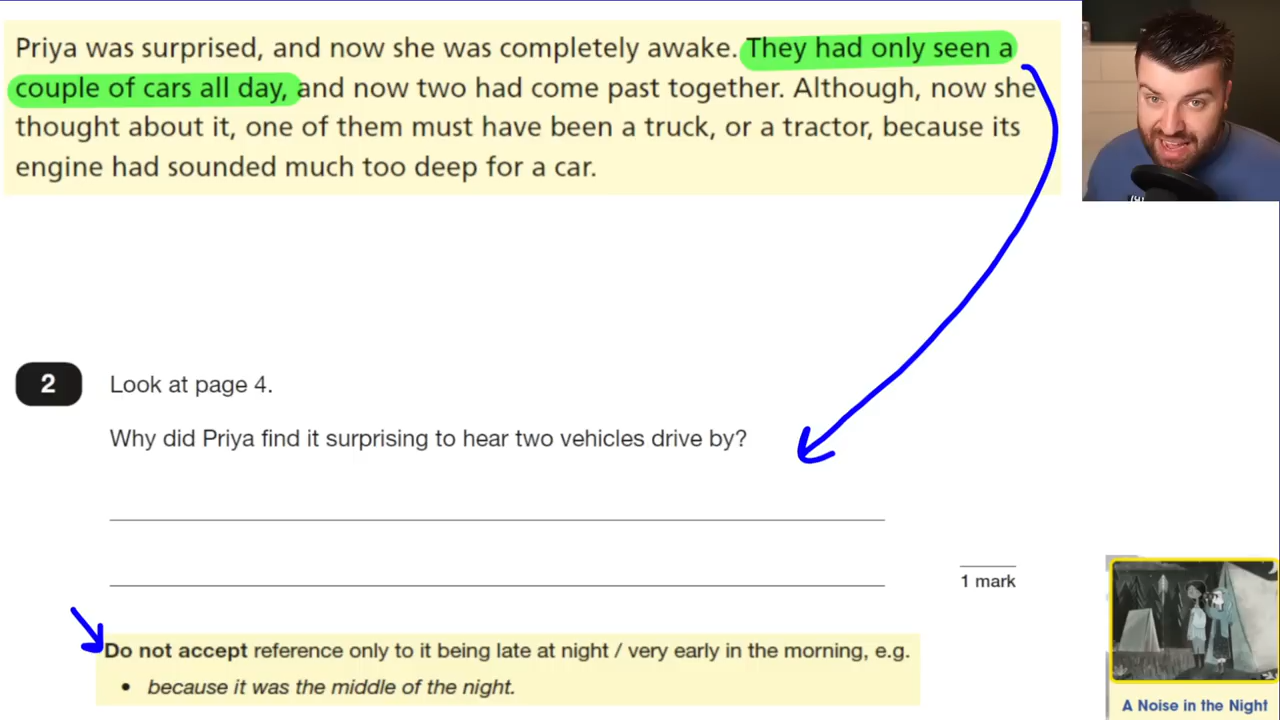 Priya was surprised, and now she was completely awake. They had only seen a
couple of cars all day, and now two had come past together. Although, now she
thought about it, one of them must have been a truck, or a tractor, because its
engine had sounded much too deep for a car.
2
Look at page 4.
Why did Priya find it surprising to hear two vehicles drive by?
1 mark
Do not accept reference only to it being late at night / very early in the morning, e.g.
• because it was the middle of the night.
A Noise in the Night